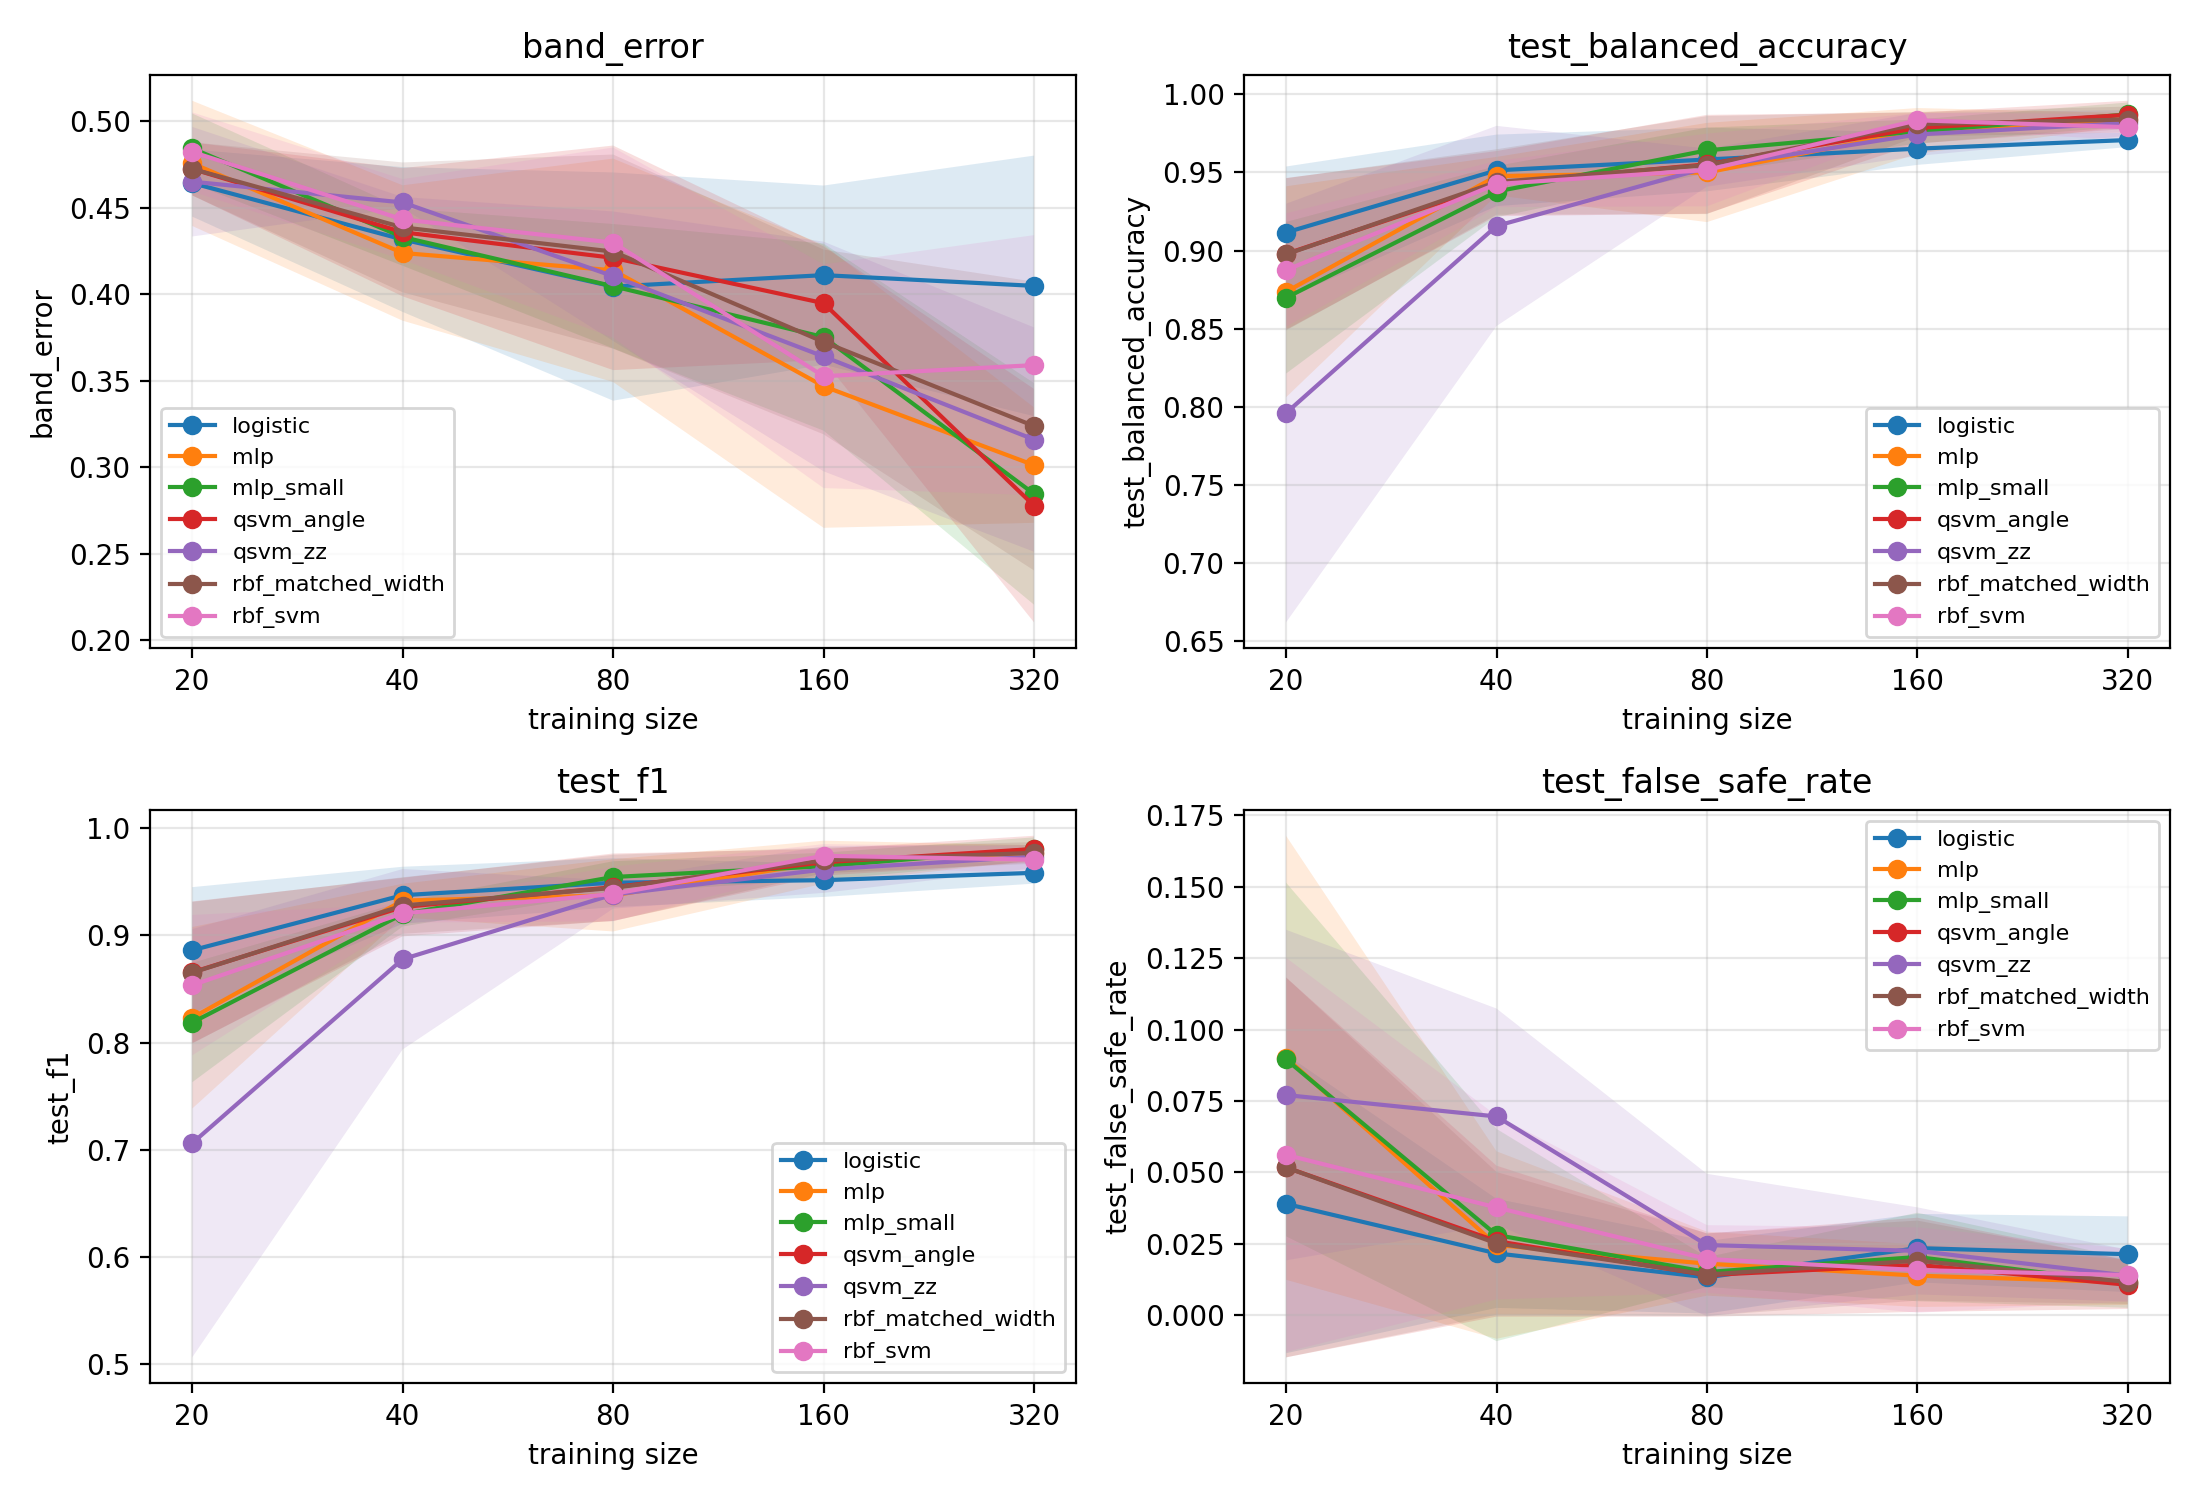 band_error
band_error
0.50
0.45
0.40
0.35
0.30
0.25
0.20
logistic
mlp
mlp_small
qsvm_angle
qsvm_zz
rbf_matched_width
rbf_svm
20 40 80 160 320
training size
test_balanced_accuracy
test_balanced_accuracy
1.00
0.95
0.90
0.85
0.80
0.75
0.70
0.65
logistic
mlp
mlp_small
qsvm_angle
qsvm_zz
rbf_matched_width
rbf_svm
20 40 80 160 320
training size
test_f1
test_f1
1.0
0.9
0.8
0.7
0.6
0.5
logistic
mlp
mlp_small
qsvm_angle
qsvm_zz
rbf_matched_width
rbf_svm
20 40 80 160 320
training size
test_false_safe_rate
test_false_safe_rate
0.175
0.150
0.125
0.100
0.075
0.050
0.025
0.000
logistic
mlp
mlp_small
qsvm_angle
qsvm_zz
rbf_matched_width
rbf_svm
20 40 80 160 320
training size